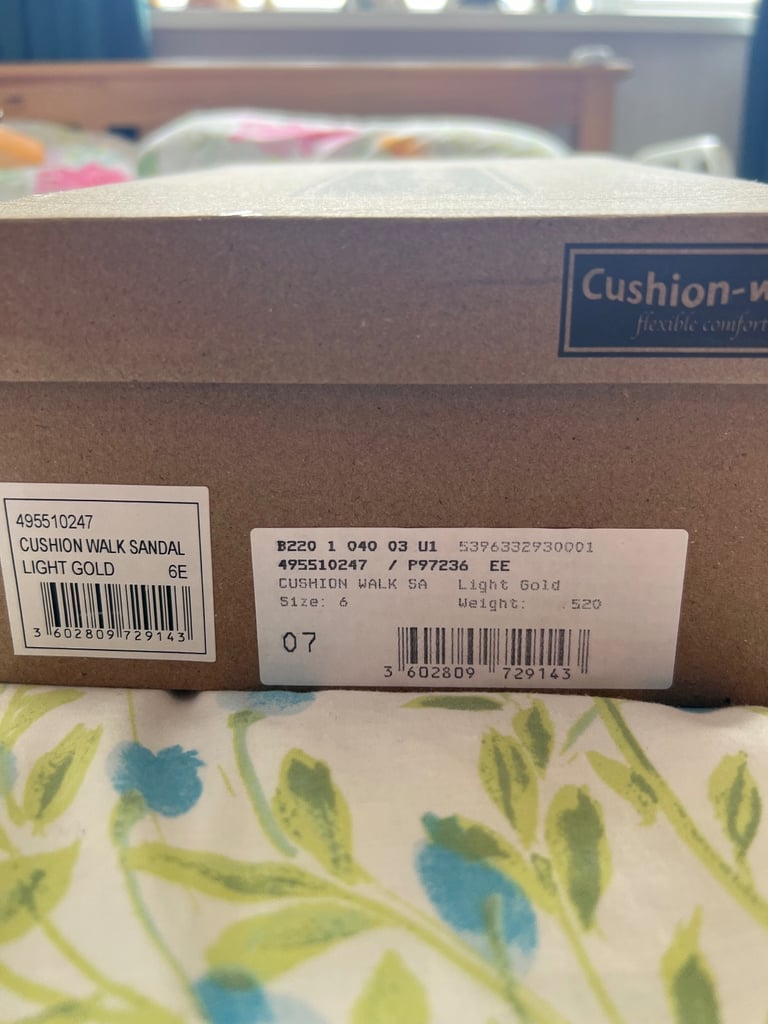 Cushion-w
flexible comfort
495510247
CUSHION WALK SANDAL
LIGHT GOLD 6E
3 602809 729143
B220 1 040 03 U1 5396332930001
495510247 / P97236 EE
CUSHION WALK SA Light Gold
Size: 6 Weight: .520
07
3 602809 729143